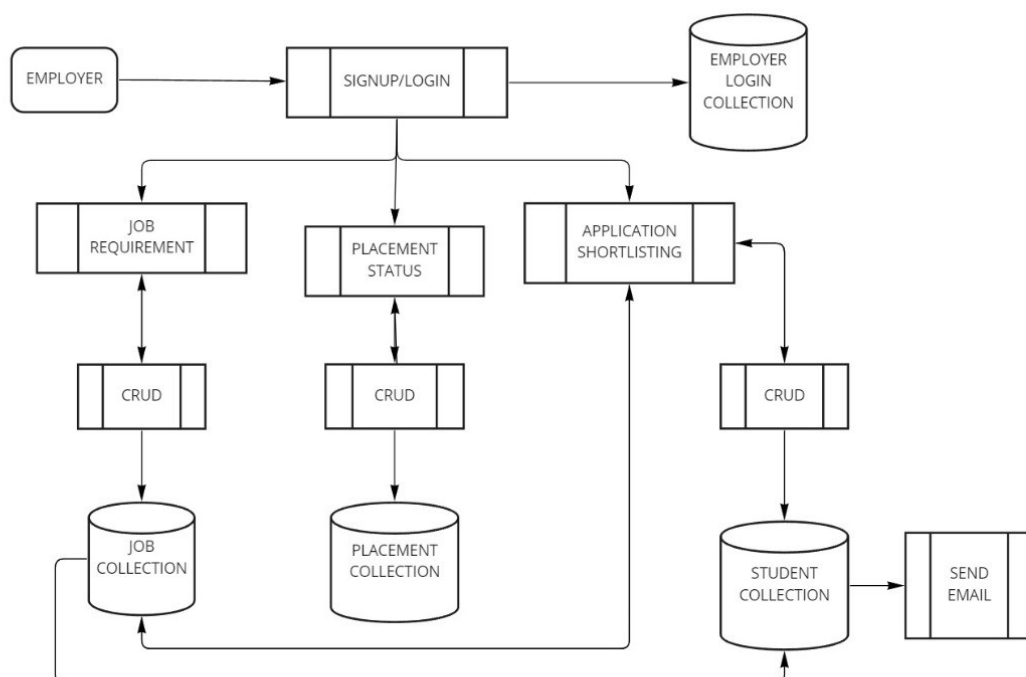 EMPLOYER
SIGNUP/LOGIN
EMPLOYER
LOGIN
COLLECTION
JOB
REQUIREMENT
PLACEMENT
STATUS
APPLICATION
SHORTLISTING
CRUD
CRUD
CRUD
JOB
COLLECTION
PLACEMENT
COLLECTION
STUDENT
COLLECTION
SEND
EMAIL